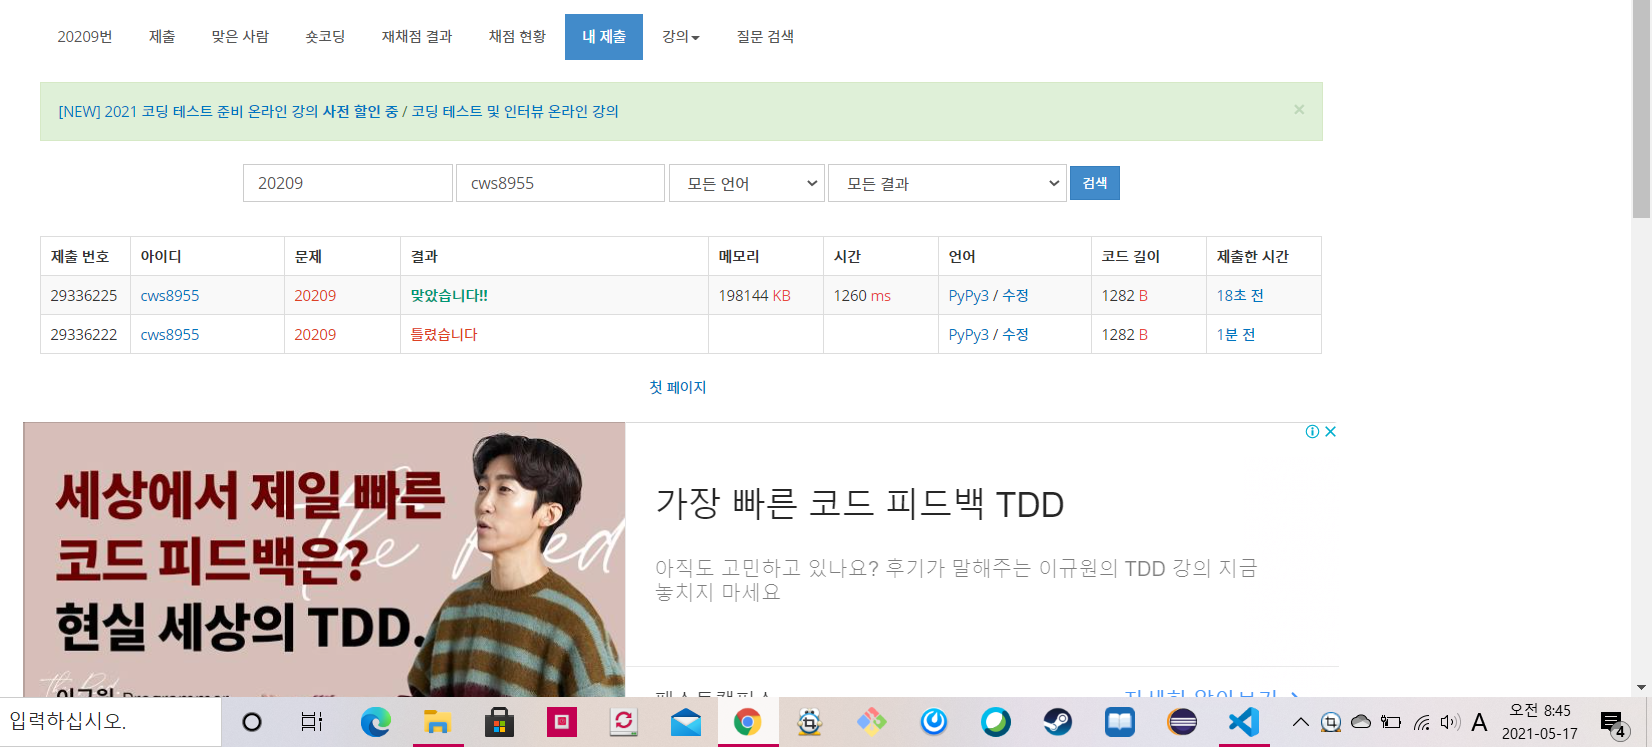 20209번 제출 맞은 사람 숏코딩 재채점 결과 채점 현황 내 제출 강의 질문 검색
[NEW] 2021 코딩 테스트 준비 온라인 강의 사전 할인 중 / 코딩 테스트 및 인터뷰 온라인 강의 ×
20209 cws8955 모든 언어 모든 결과 검색
제출 번호 아이디 문제 결과 메모리 시간 언어 코드 길이 제출한 시간
29336225 cws8955 20209 맞았습니다!! 198144 KB 1260 ms PyPy3 / 수정 1282 B 18초 전
29336222 cws8955 20209 틀렸습니다 PyPy3 / 수정 1282 B 1분 전
첫 페이지
세상에서 제일 빠른
코드 피드백은?
현실 세상의 TDD.
the Red
가장 빠른 코드 피드백 TDD
아직도 고민하고 있나요? 후기가 말해주는 이규원의 TDD 강의 지금
놓치지 마세요
입력하십시오.
A
오전 8:45
2021-05-17
4